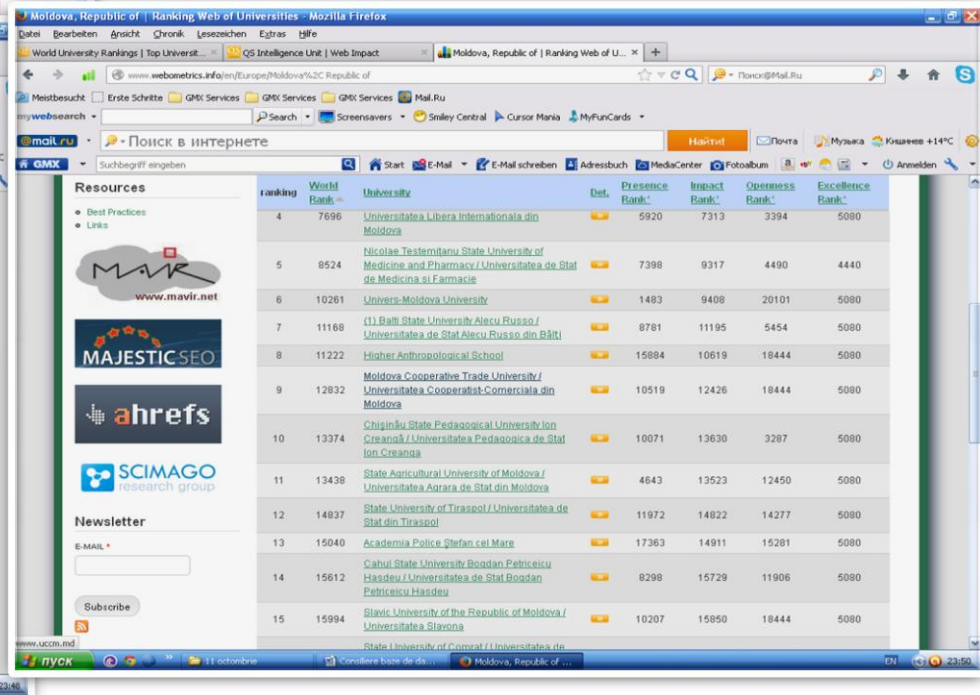 Moldova, Republic of | Ranking Web of Universities - Mozilla Firefox
Datei Bearbeiten Ansicht Chronik Lesezeichen Extras Hilfe
World University Rankings | Top Universit... × QS Intelligence Unit | Web Impact × Moldova, Republic of | Ranking Web of U... × +
www.webometrics.info/en/Europe/Moldova%2C Republic of Поиск@Mail.Ru
Meistbesucht Erste Schritte GMX Services GMX Services GMX Services Mail.Ru
mywebsearch Search Screensavers Smiley Central Cursor Mania MyFunCards
@mail.ru Поиск в интернете Найти! Почта Музыка Кишинев +14°C
GMX Suchbegriff eingeben Start E-Mail E-Mail schreiben Adressbuch MediaCenter Fotoalbum Anmelden
Resources
Best Practices
Links
MAVIR
www.mavir.net
MAJESTICSEO
ahrefs
SCIMAGO
research group
Newsletter
E-MAIL *
Subscribe
ranking World Rank University Det. Presence Rank* Impact Rank* Openness Rank* Excellence Rank*
4 7696 Universitatea Libera Internationala din 5920 7313 3394 5080
Moldova
Nicolae Testemitanu State University of
5 8524 Medicine and Pharmacy / Universitatea de Stat 7398 9317 4490 4440
de Medicina si Farmacie
6 10261 Univers-Moldova University 1483 9408 20101 5080
7 11168 (1) Balti State University Alecu Russo / 8781 11195 5454 5080
Universitatea de Stat Alecu Russo din Bălți
8 11222 Higher Anthropological School 15884 10619 18444 5080
Moldova Cooperative Trade University /
9 12832 Universitatea Cooperatist-Comerciala din 10519 12426 18444 5080
Moldova
Chişinău State Pedagogical University Ion
10 13374 Creangă / Universitatea Pedagogica de Stat 10071 13630 3287 5080
Ion Creanga
11 13438 State Agricultural University of Moldova / 4643 13523 12450 5080
Universitatea Agrara de Stat din Moldova
12 14837 State University of Tiraspol / Universitatea de 11972 14822 14277 5080
Stat din Tiraspol
13 15040 Academia Police Ştefan cel Mare 17363 14911 15281 5080
Cahul State University Bogdan Petriceicu
14 15612 Hasdeu / Universitatea de Stat Bogdan 8298 15729 11906 5080
Petriceicu Hasdeu
15 15994 Slavic University of the Republic of Moldova / 10207 15850 18444 5080
Universitatea Slavona
State University of Comrat / Universitatea de
www.uccm.md
пуск 11 octombrie Consiliere baze de da... Moldova, Republic of ... EN 23:50
23:48